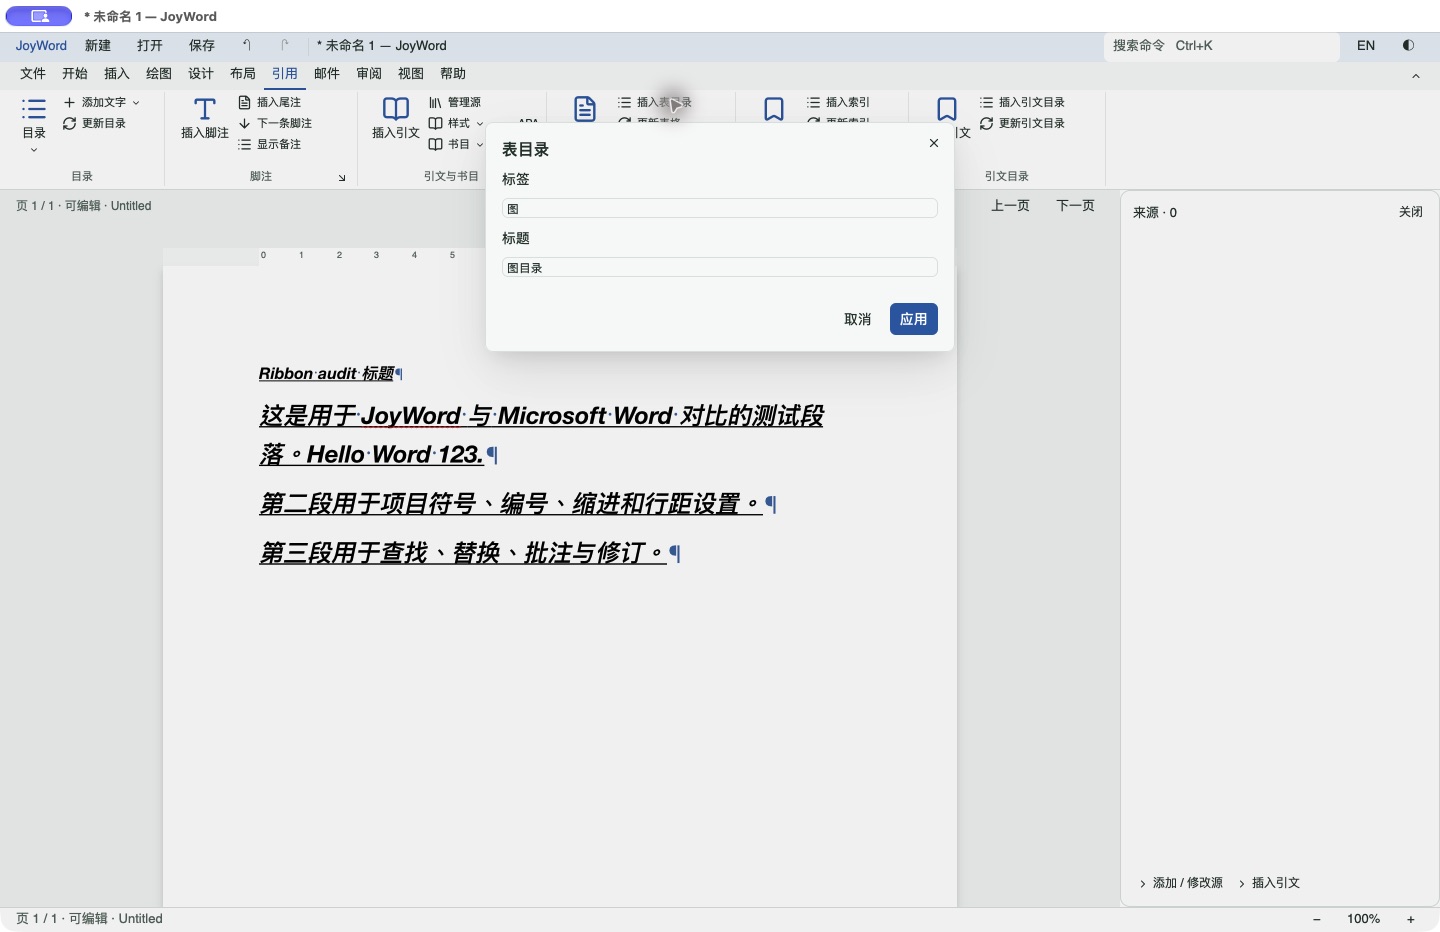 * 未命名 1 — JoyWord
JoyWord 新建 打开 保存 * 未命名 1 — JoyWord 搜索命令 Ctrl+K EN
文件 开始 插入 绘图 设计 布局 引用 邮件 审阅 视图 帮助
目录
添加文字
更新目录
目录
插入脚注
插入尾注
下一条脚注
显示备注
脚注
插入引文
管理源
样式
书目
引文与书目
插入索引
插入引文目录
更新引文目录
引文目录
页 1 / 1 · 可编辑 · Untitled
上一页 下一页
表目录
标签
图
标题
图目录
取消 应用
来源 · 0 关闭
0 1 2 3 4 5
Ribbon·audit·标题¶
这是用于·JoyWord·与·Microsoft·Word·对比的测试段
落。Hello·Word·123.¶
第二段用于项目符号、编号、缩进和行距设置。¶
第三段用于查找、替换、批注与修订。¶
添加 / 修改源 插入引文
页 1 / 1 · 可编辑 · Untitled
− 100% +